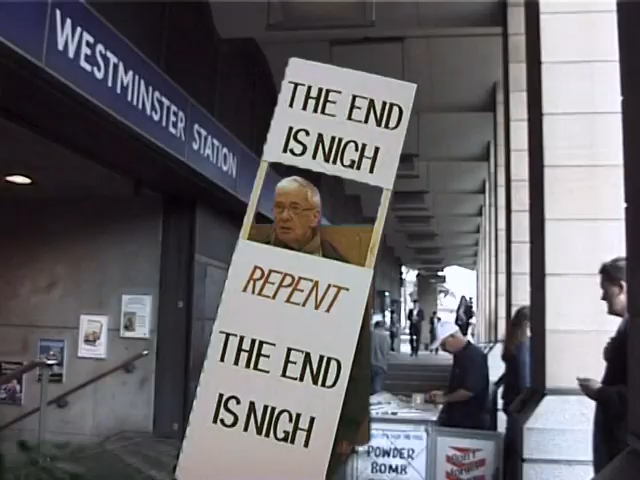 WESTMINSTER STATION
THE END
IS NIGH
REPENT
THE END
IS NIGH
POWDER
BOMB